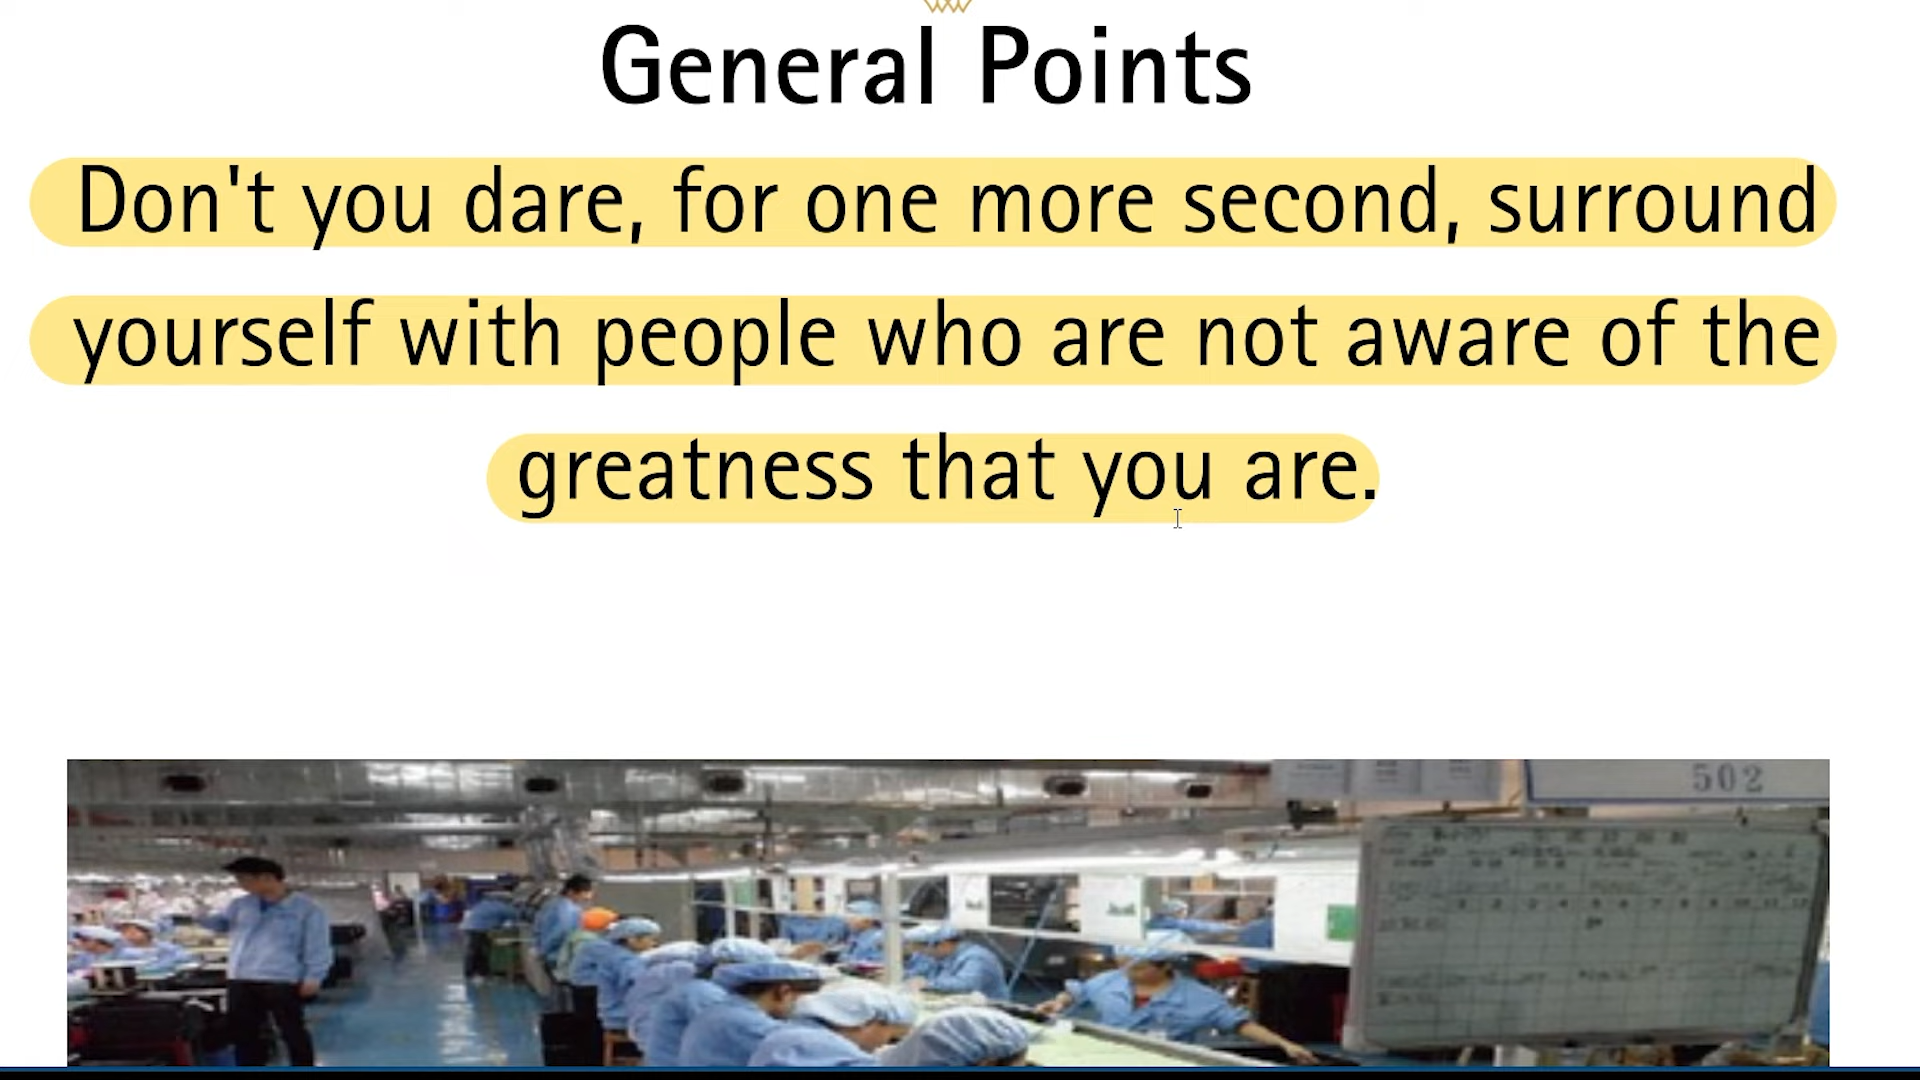 General Points
Don't you dare, for one more second, surround
yourself with people who are not aware of the
greatness that you are.
502